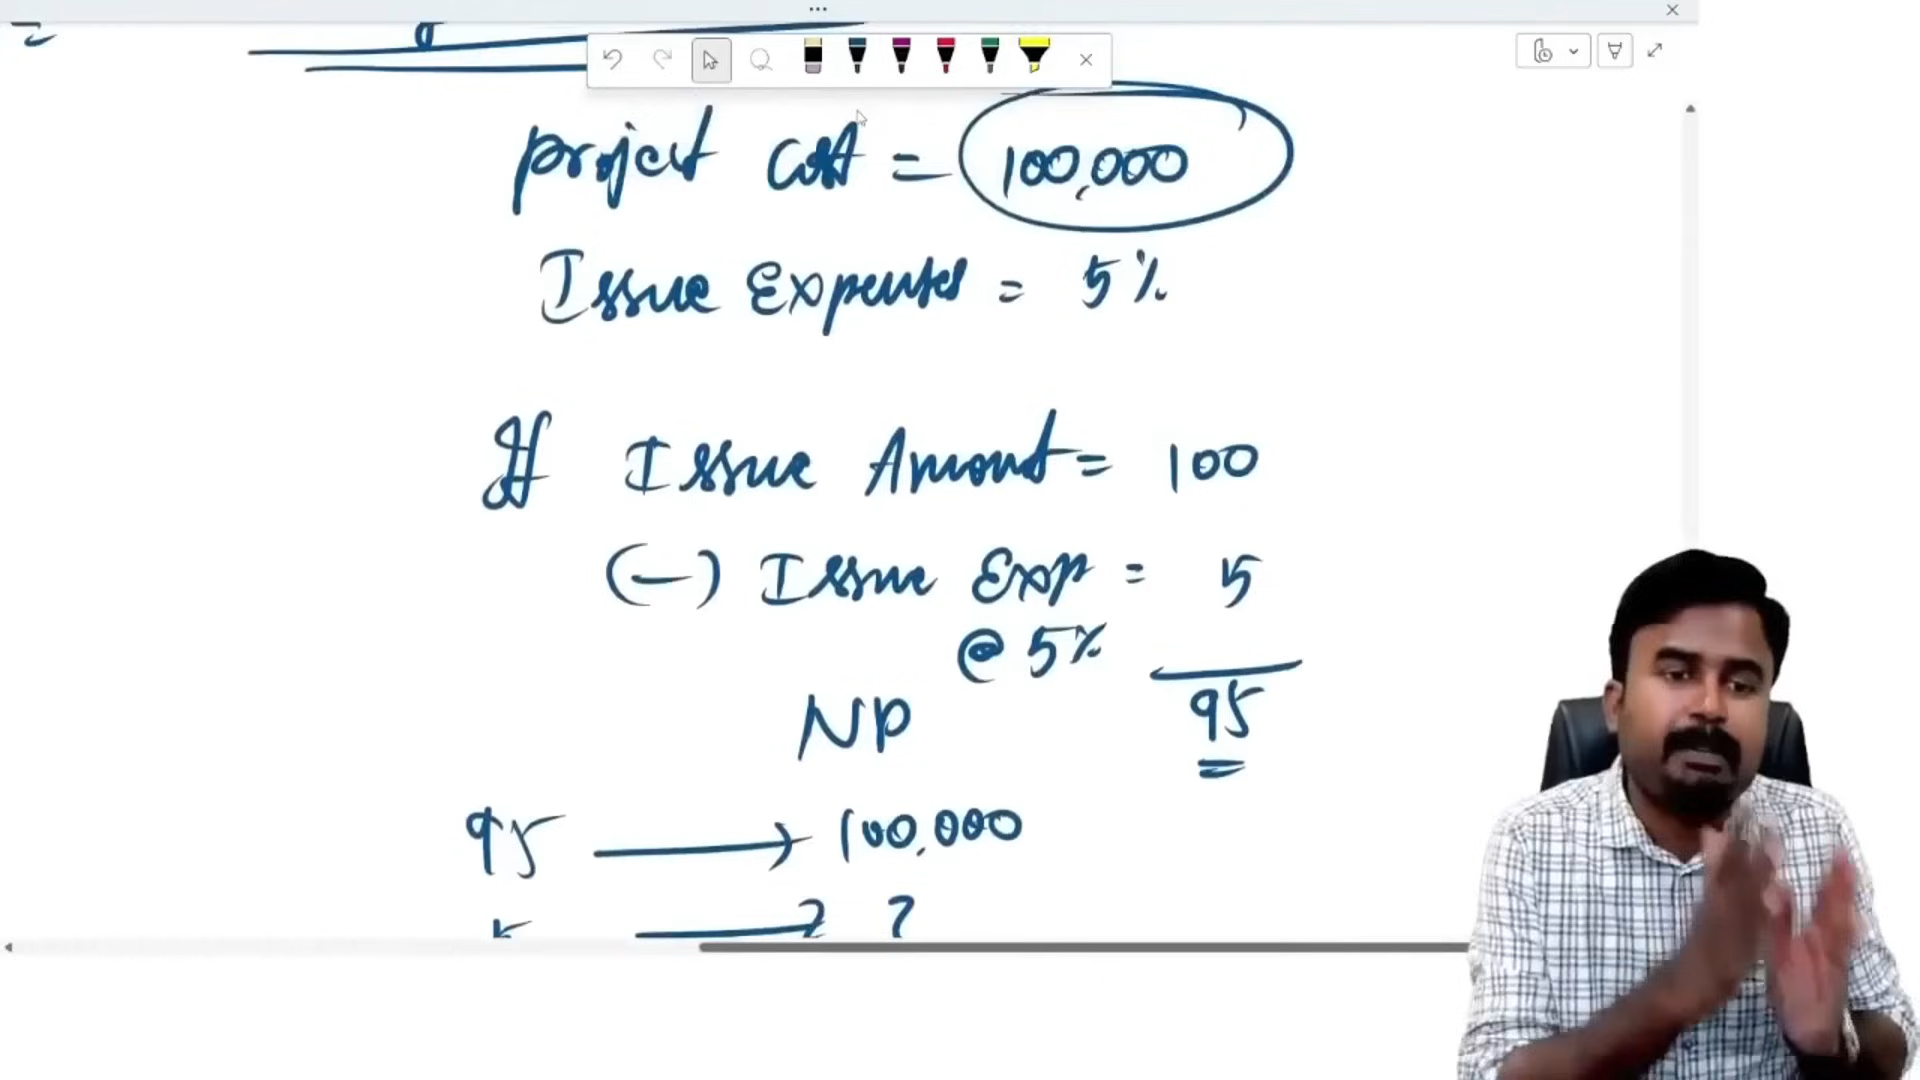 project cost = 100,000
Issue Expenses = 5%
If Issue Amount = 100
(-) Issue Exp = 5
@ 5%
NP 95
95 → 100,000
5 → ?